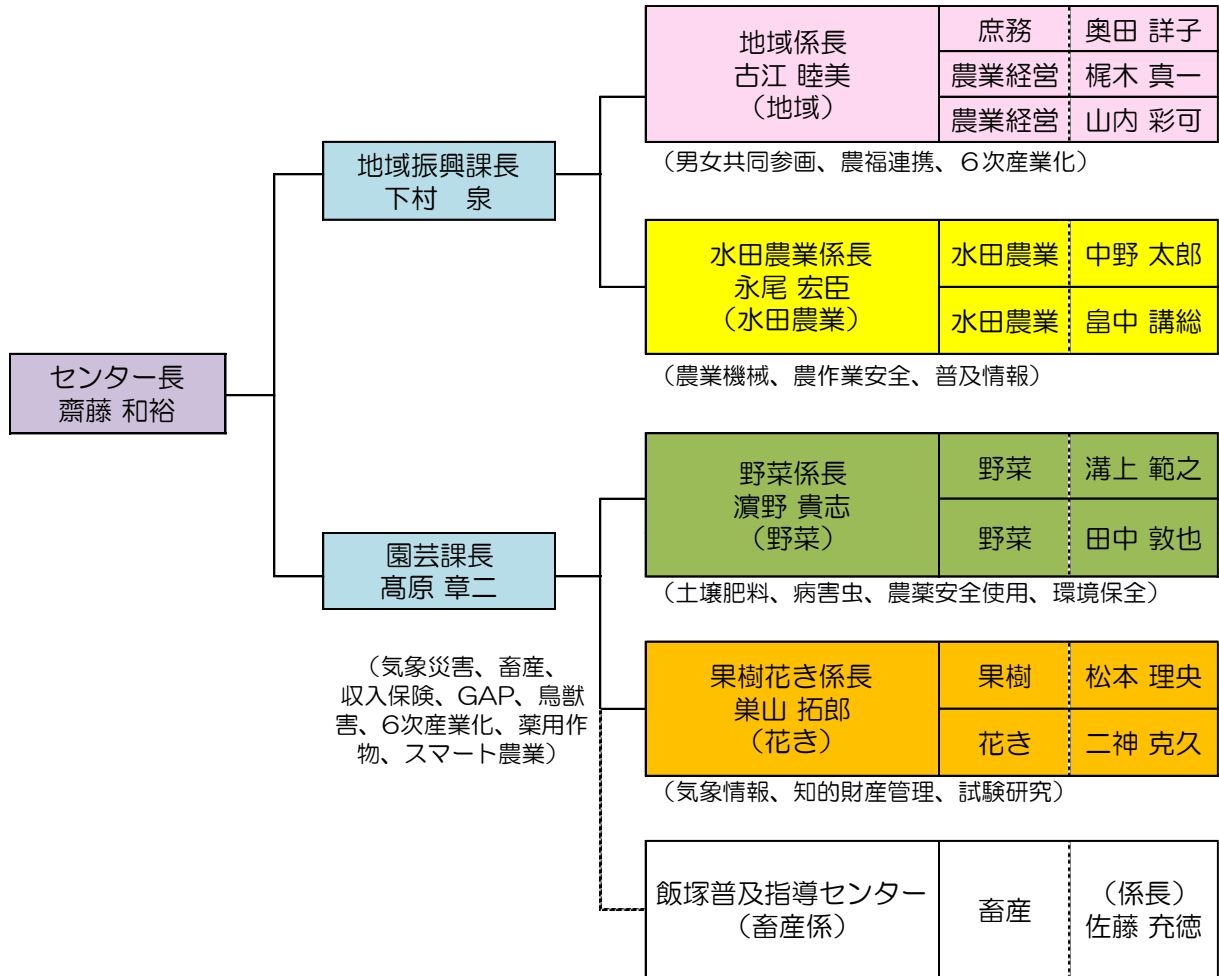 センター長
齋藤 和裕
地域振興課長
下村　泉
地域係長
古江 睦美
（地域）
庶務
奥田 詳子
農業経営
梶木 真一
農業経営
山内 彩可
（男女共同参画、農福連携、６次産業化）
水田農業係長
永尾 宏臣
（水田農業）
水田農業
中野 太郎
水田農業
畠中 講総
（農業機械、農作業安全、普及情報）
園芸課長
髙原 章二
（気象災害、畜産、
収入保険、GAP、鳥獣
害、6次産業化、薬用作
物、スマート農業）
野菜係長
濵野 貴志
（野菜）
野菜
溝上 範之
野菜
田中 敦也
（土壌肥料、病害虫、農薬安全使用、環境保全）
果樹花き係長
巣山 拓郎
（花き）
果樹
松本 理央
花き
二神 克久
（気象情報、知的財産管理、試験研究）
飯塚普及指導センター
（畜産係）
畜産
（係長）
佐藤 充徳